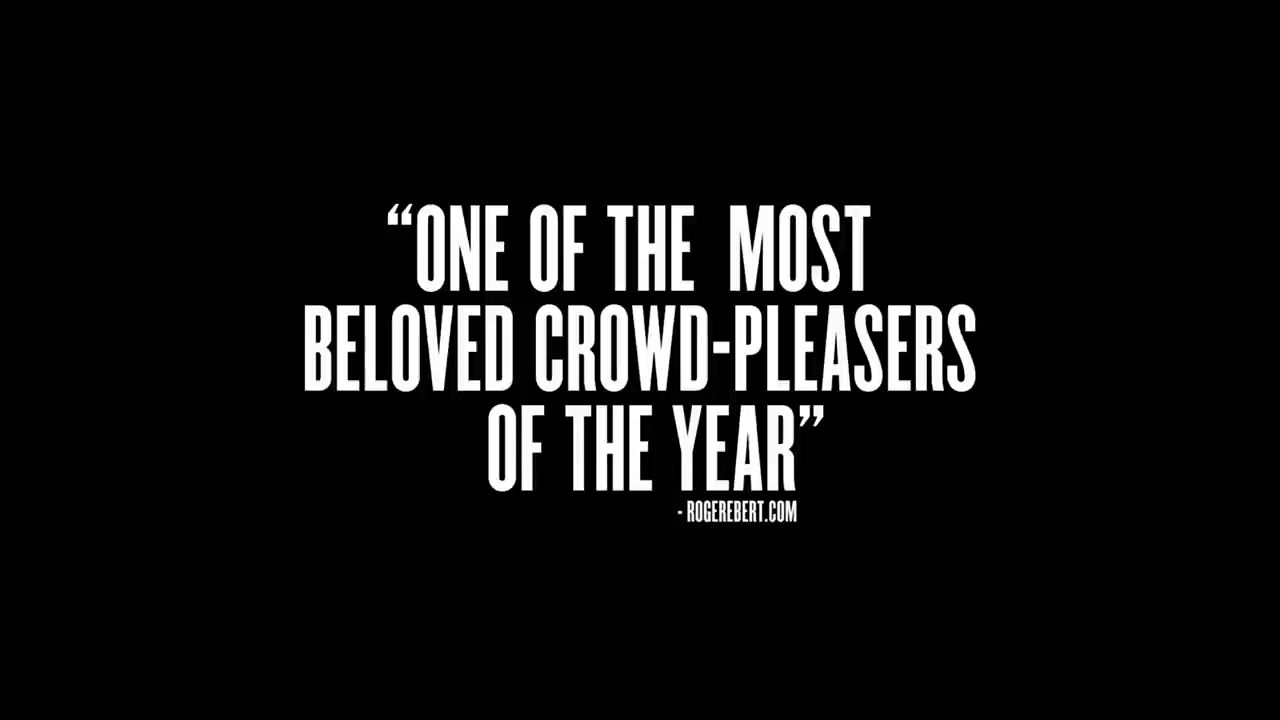 “ONE OF THE MOST
BELOVED CROWD-PLEASERS
OF THE YEAR”
- ROGEREBERT.COM